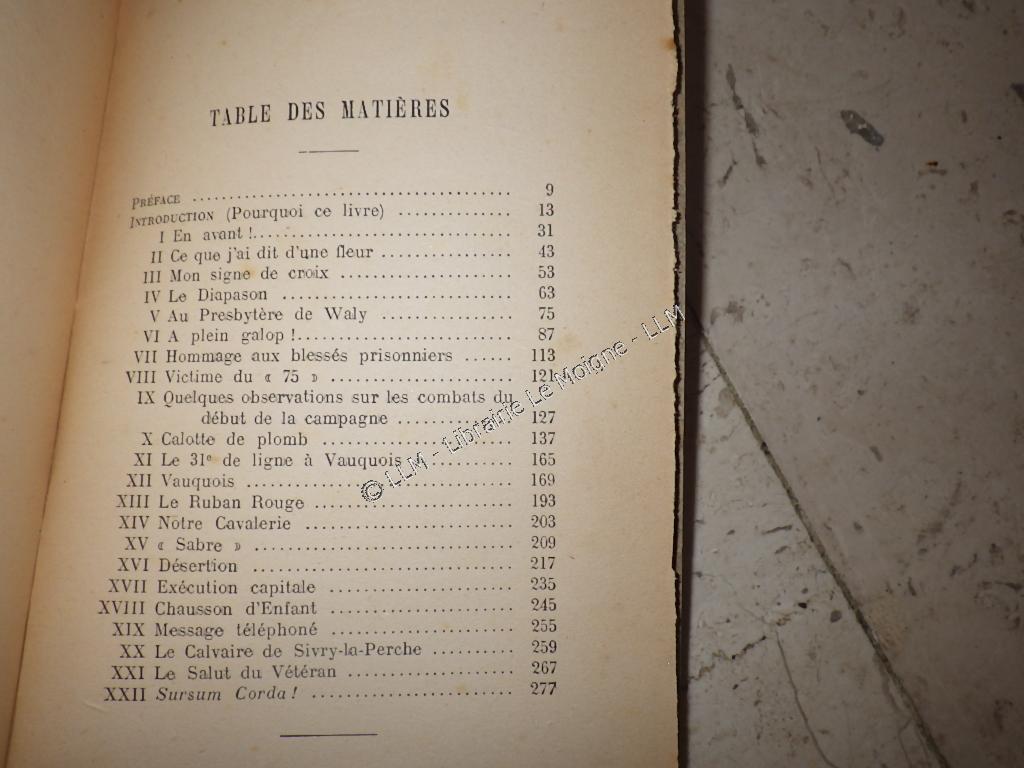 TABLE DES MATIÈRES
PRÉFACE ........................................ 9
INTRODUCTION (Pourquoi ce livre) .............. 13
I En avant !................................ 31
II Ce que j'ai dit d'une fleur ................ 43
III Mon signe de croix ..................... 53
IV Le Diapason ............................ 63
V Au Presbytère de Waly ................ 75
VI A plein galop !.......................... 87
VII Hommage aux blessés prisonniers ...... 113
VIII Victime du « 75 » ...................... 121
IX Quelques observations sur les combats du
début de la campagne .............. 127
X Calotte de plomb ....................... 137
XI Le 31e de ligne à Vauquois ........... 165
XII Vauquois ................................ 169
XIII Le Ruban Rouge ........................ 193
XIV Notre Cavalerie ......................... 203
XV « Sabre » ............................... 209
XVI Désertion ................................ 217
XVII Exécution capitale ...................... 235
XVIII Chausson d'Enfant ...................... 245
XIX Message téléphoné ...................... 255
XX Le Calvaire de Sivry-la-Perche .......... 259
XXI Le Salut du Vétéran .................... 267
XXII Sursum Corda ! ......................... 277
© LLM - Librairie Le Moigne - LLM